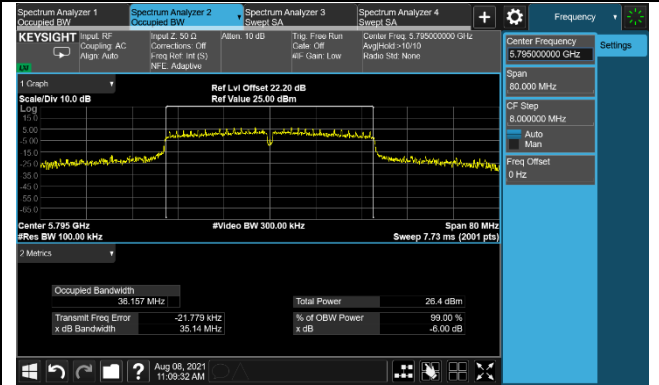 Spectrum Analyzer 1
Occupied BW
Spectrum Analyzer 2
Occupied BW
Spectrum Analyzer 3
Swept SA
Spectrum Analyzer 4
Swept SA
+
Frequency
KEYSIGHT
Input: RF
Coupling: AC
Align: Auto
Input Z: 50 Ω
Corrections: Off
Freq Ref: Int (S)
NFE: Adaptive
Atten: 10 dB
Trig: Free Run
Gate: Off
#IF Gain: Low
Center Freq: 5.795000000 GHz
Avg|Hold:>10/10
Radio Std: None
Center Frequency
5.795000000 GHz
Settings
Span
80.000 MHz
CF Step
8.000000 MHz
Auto
Man
Freq Offset
0 Hz
1 Graph
Scale/Div 10.0 dB
Ref Lvl Offset 22.20 dB
Ref Value 25.00 dBm
Log
15.0
5.00
-5.00
-15.0
-25.0
-35.0
-45.0
-55.0
-65.0
Center 5.795 GHz
#Video BW 300.00 kHz
Span 80 MHz
#Res BW 100.00 kHz
Sweep 7.73 ms (2001 pts)
2 Metrics
Occupied Bandwidth
36.157 MHz
Total Power 26.4 dBm
Transmit Freq Error -21.779 kHz
% of OBW Power 99.00 %
x dB Bandwidth 35.14 MHz
x dB -6.00 dB
?
Aug 08, 2021
11:09:32 AM